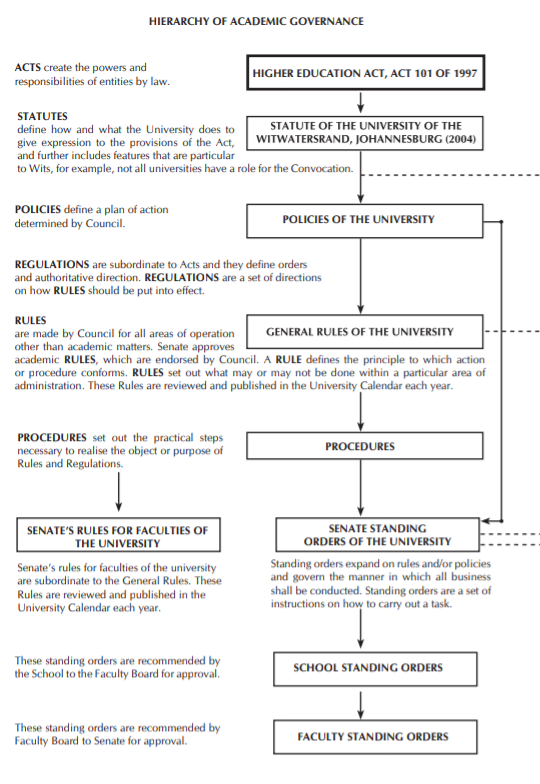 HIERARCHY OF ACADEMIC GOVERNANCE
ACTS create the powers and
responsibilities of entities by law.
HIGHER EDUCATION ACT, ACT 101 OF 1997
STATUTES
define how and what the University does to
give expression to the provisions of the Act,
and further includes features that are particular
to Wits, for example, not all universities have a role for the Convocation.
STATUTE OF THE UNIVERSITY OF THE
WITWATERSRAND, JOHANNESBURG (2004)
POLICIES define a plan of action
determined by Council.
POLICIES OF THE UNIVERSITY
REGULATIONS are subordinate to Acts and they define orders
and authoritative direction. REGULATIONS are a set of directions
on how RULES should be put into effect.
RULES
are made by Council for all areas of operation
other than academic matters. Senate approves
academic RULES, which are endorsed by Council. A RULE defines the principle to which action
or procedure conforms. RULES set out what may or may not be done within a particular area of
administration. These Rules are reviewed and published in the University Calendar each year.
GENERAL RULES OF THE UNIVERSITY
PROCEDURES set out the practical steps
necessary to realise the object or purpose of
Rules and Regulations.
PROCEDURES
SENATE'S RULES FOR FACULTIES OF
THE UNIVERSITY
Senate's rules for faculties of the university
are subordinate to the General Rules. These
Rules are reviewed and published in the
University Calendar each year.
SENATE STANDING
ORDERS OF THE UNIVERSITY
Standing orders expand on rules and/or policies
and govern the manner in which all business
shall be conducted. Standing orders are a set of
instructions on how to carry out a task.
These standing orders are recommended by
the School to the Faculty Board for approval.
SCHOOL STANDING ORDERS
These standing orders are recommended by
Faculty Board to Senate for approval.
FACULTY STANDING ORDERS